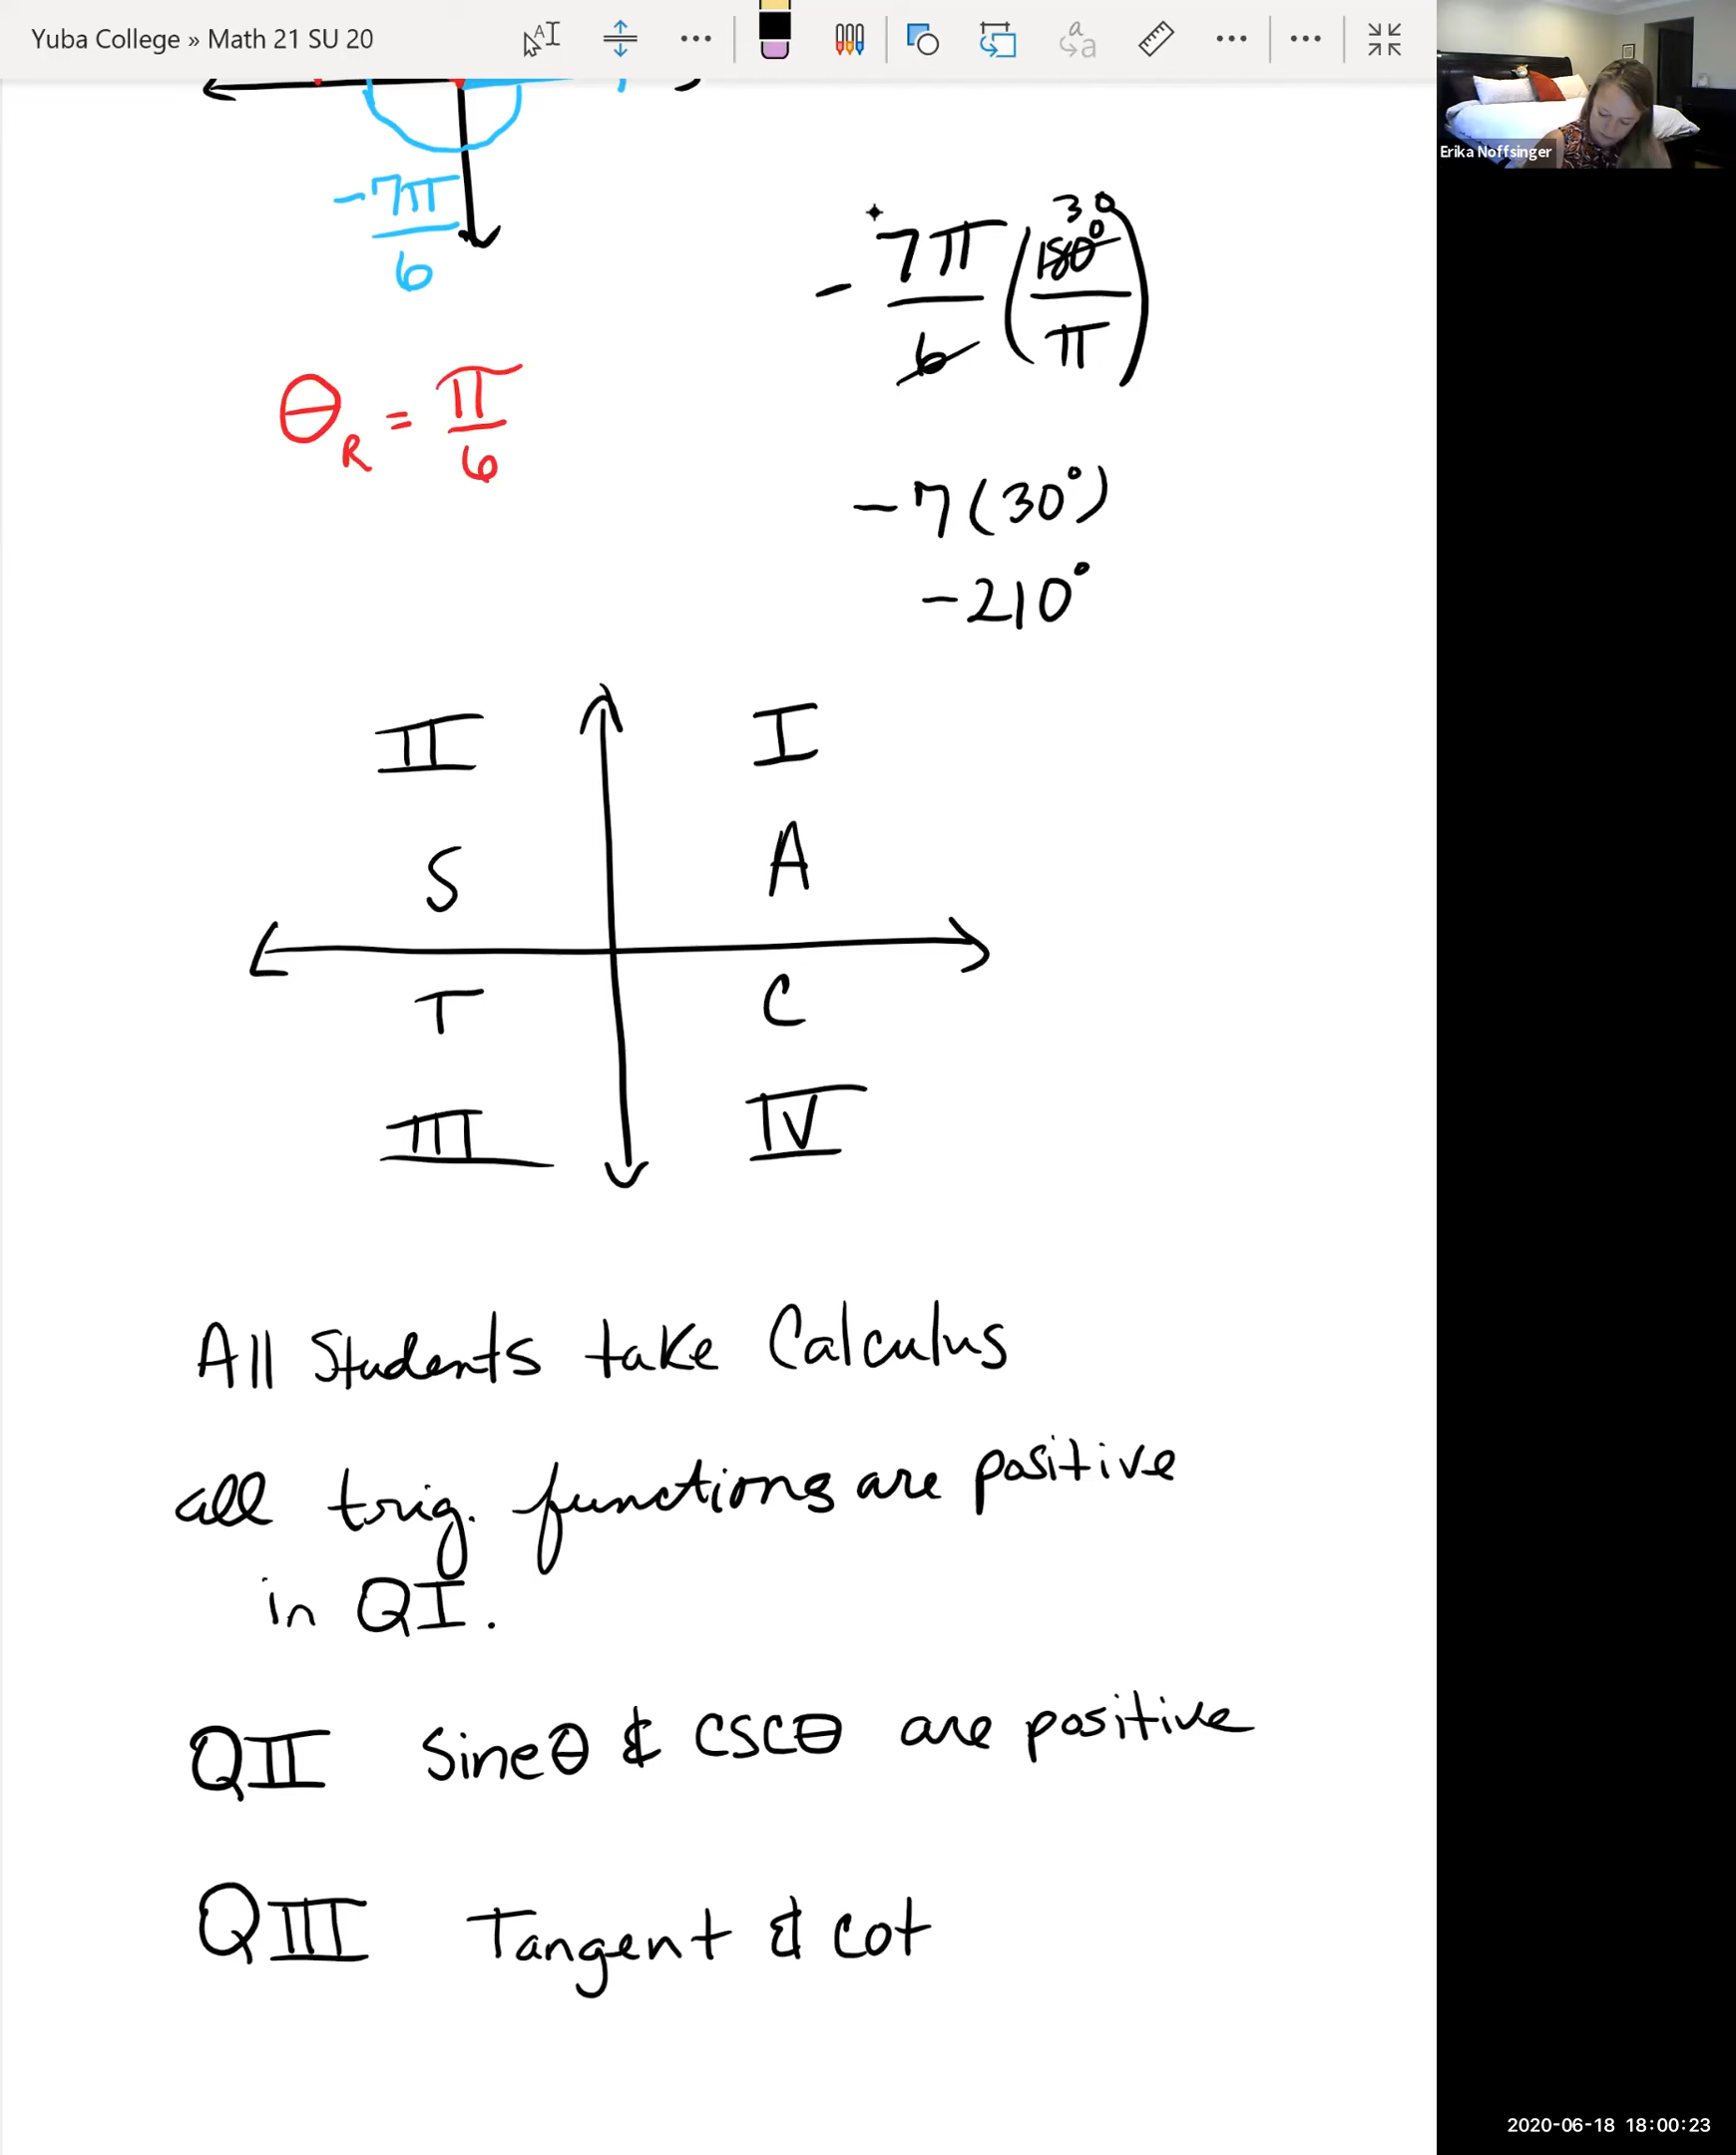 Yuba College » Math 21 SU 20
Erika Noffsinger
-7π/6
θ_R = π/6
- 7π/6 (180°/π) 30
-7(30°)
-210°
II I
S A
T C
III IV
All Students take Calculus
all trig. functions are positive
in QI.
QII Sineθ & cscθ are positive
QIII Tangent & cot
2020-06-18 18:00:23